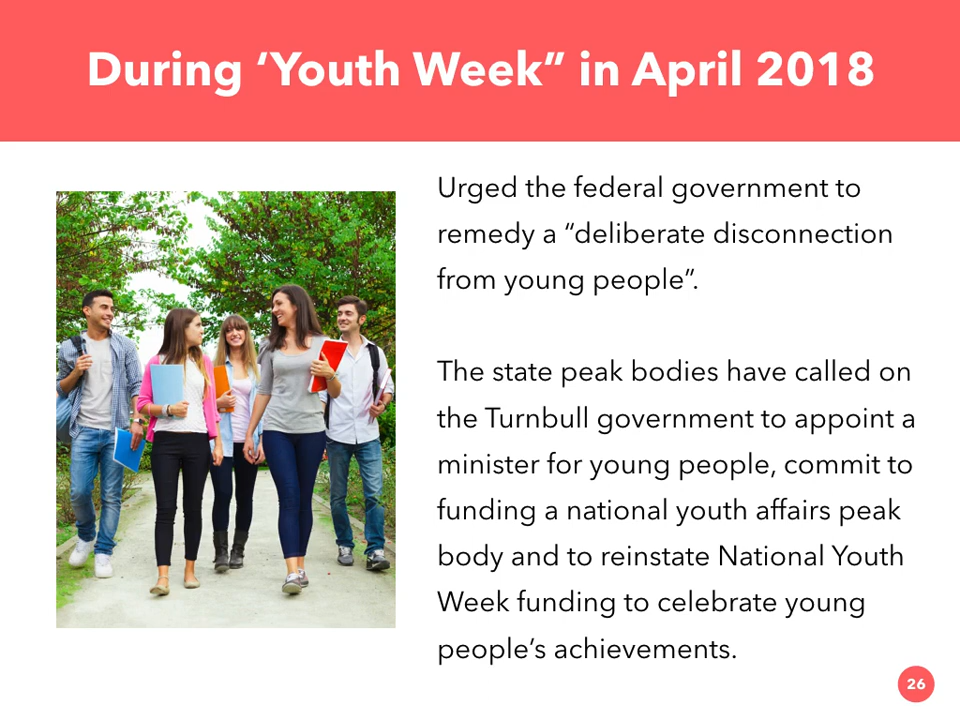 During ‘Youth Week” in April 2018
Urged the federal government to
remedy a “deliberate disconnection
from young people”.
The state peak bodies have called on
the Turnbull government to appoint a
minister for young people, commit to
funding a national youth affairs peak
body and to reinstate National Youth
Week funding to celebrate young
people’s achievements.
26